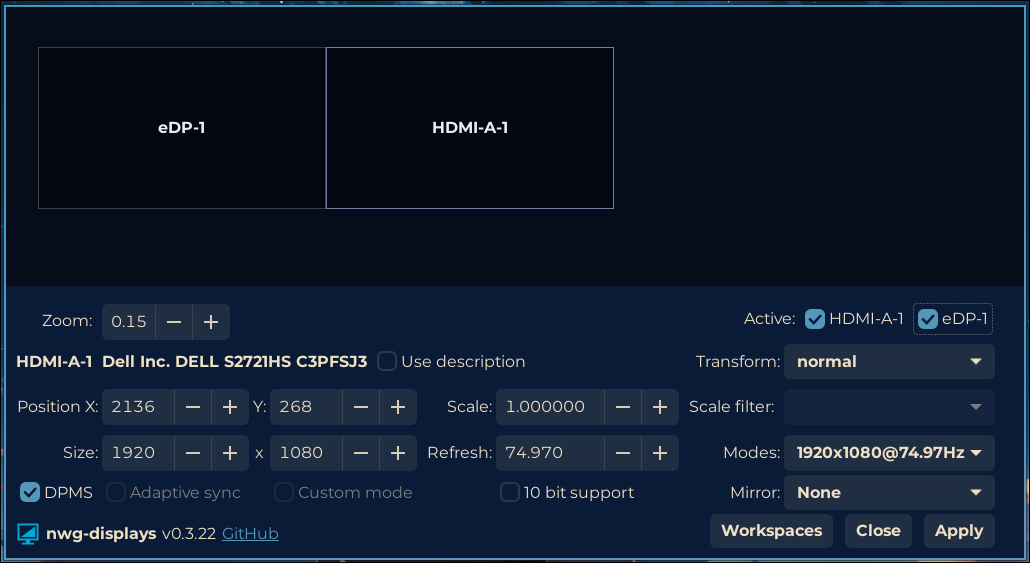 eDP-1 HDMI-A-1
Zoom: 0.15 Active: HDMI-A-1 eDP-1
HDMI-A-1 Dell Inc. DELL S2721HS C3PFSJ3 Use description Transform: normal
Position X: 2136 Y: 268 Scale: 1.000000 Scale filter:
Size: 1920 x 1080 Refresh: 74.970 Modes: 1920x1080@74.97Hz
DPMS Adaptive sync Custom mode 10 bit support Mirror: None
nwg-displays v0.3.22 GitHub Workspaces Close Apply